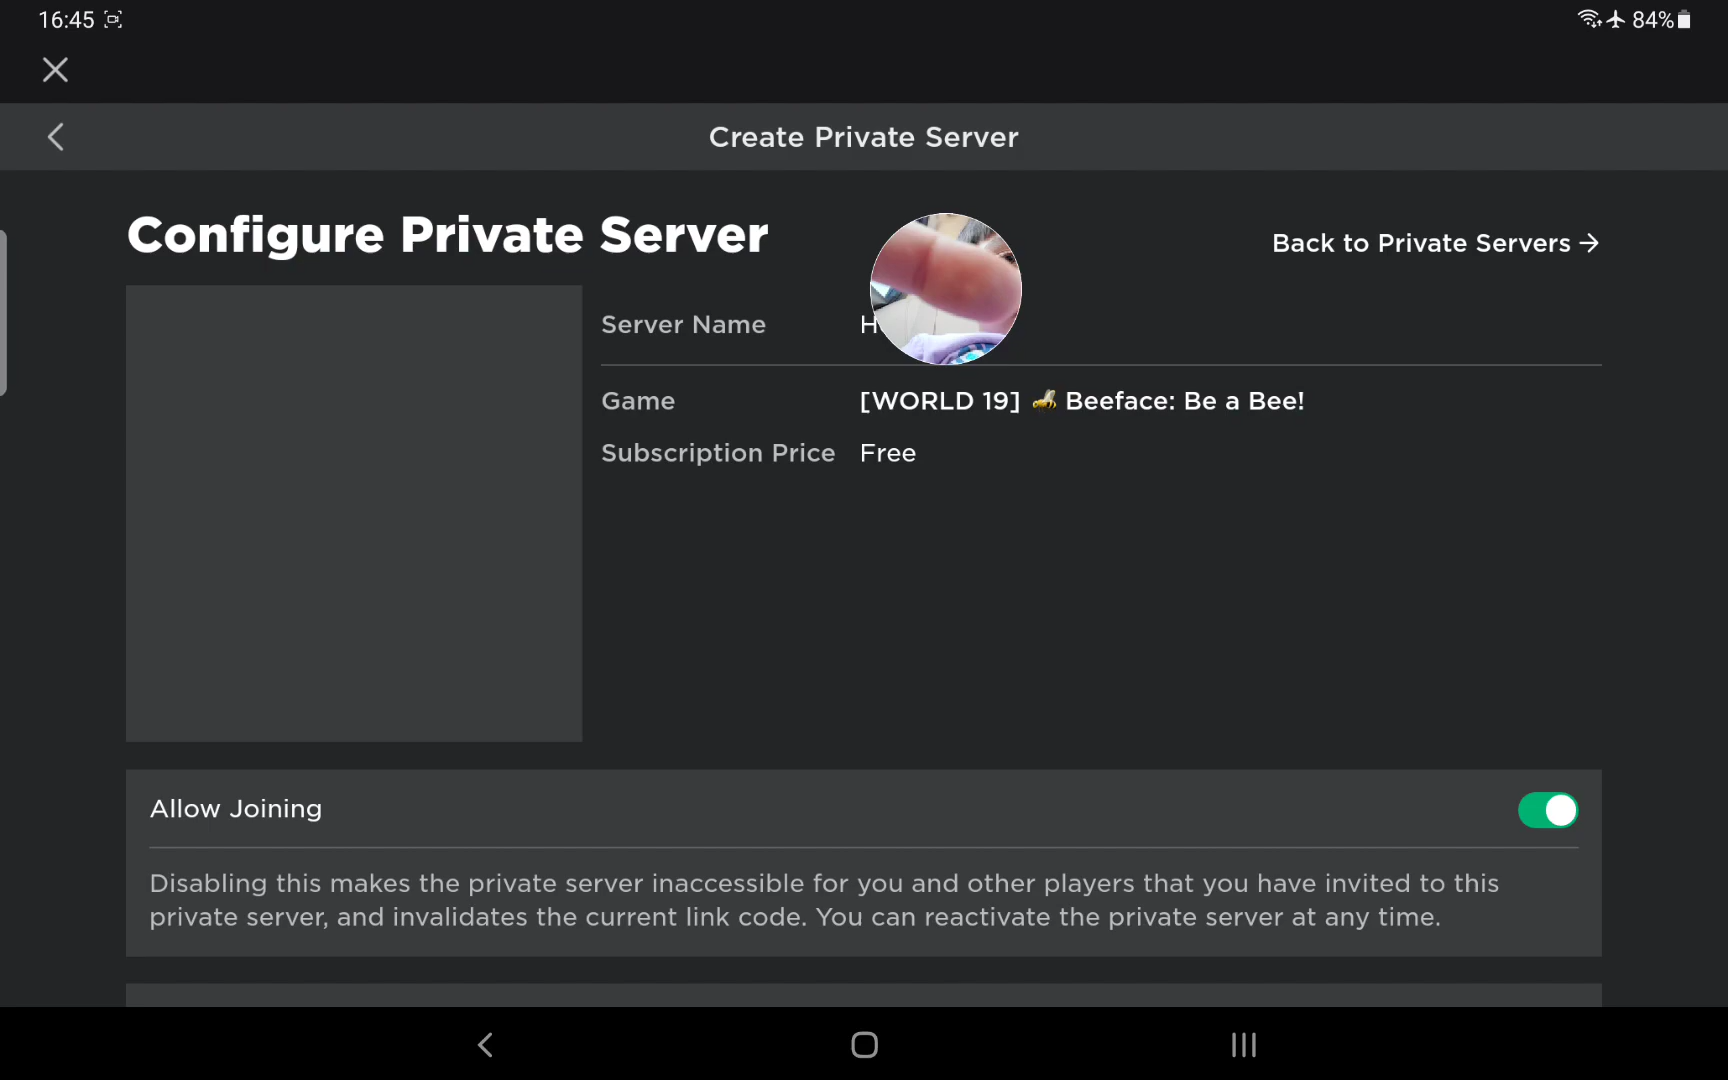 16:45
84%
Create Private Server
Configure Private Server
Back to Private Servers →
Server Name
Game [WORLD 19] 🐝 Beeface: Be a Bee!
Subscription Price Free
Allow Joining
Disabling this makes the private server inaccessible for you and other players that you have invited to this
private server, and invalidates the current link code. You can reactivate the private server at any time.